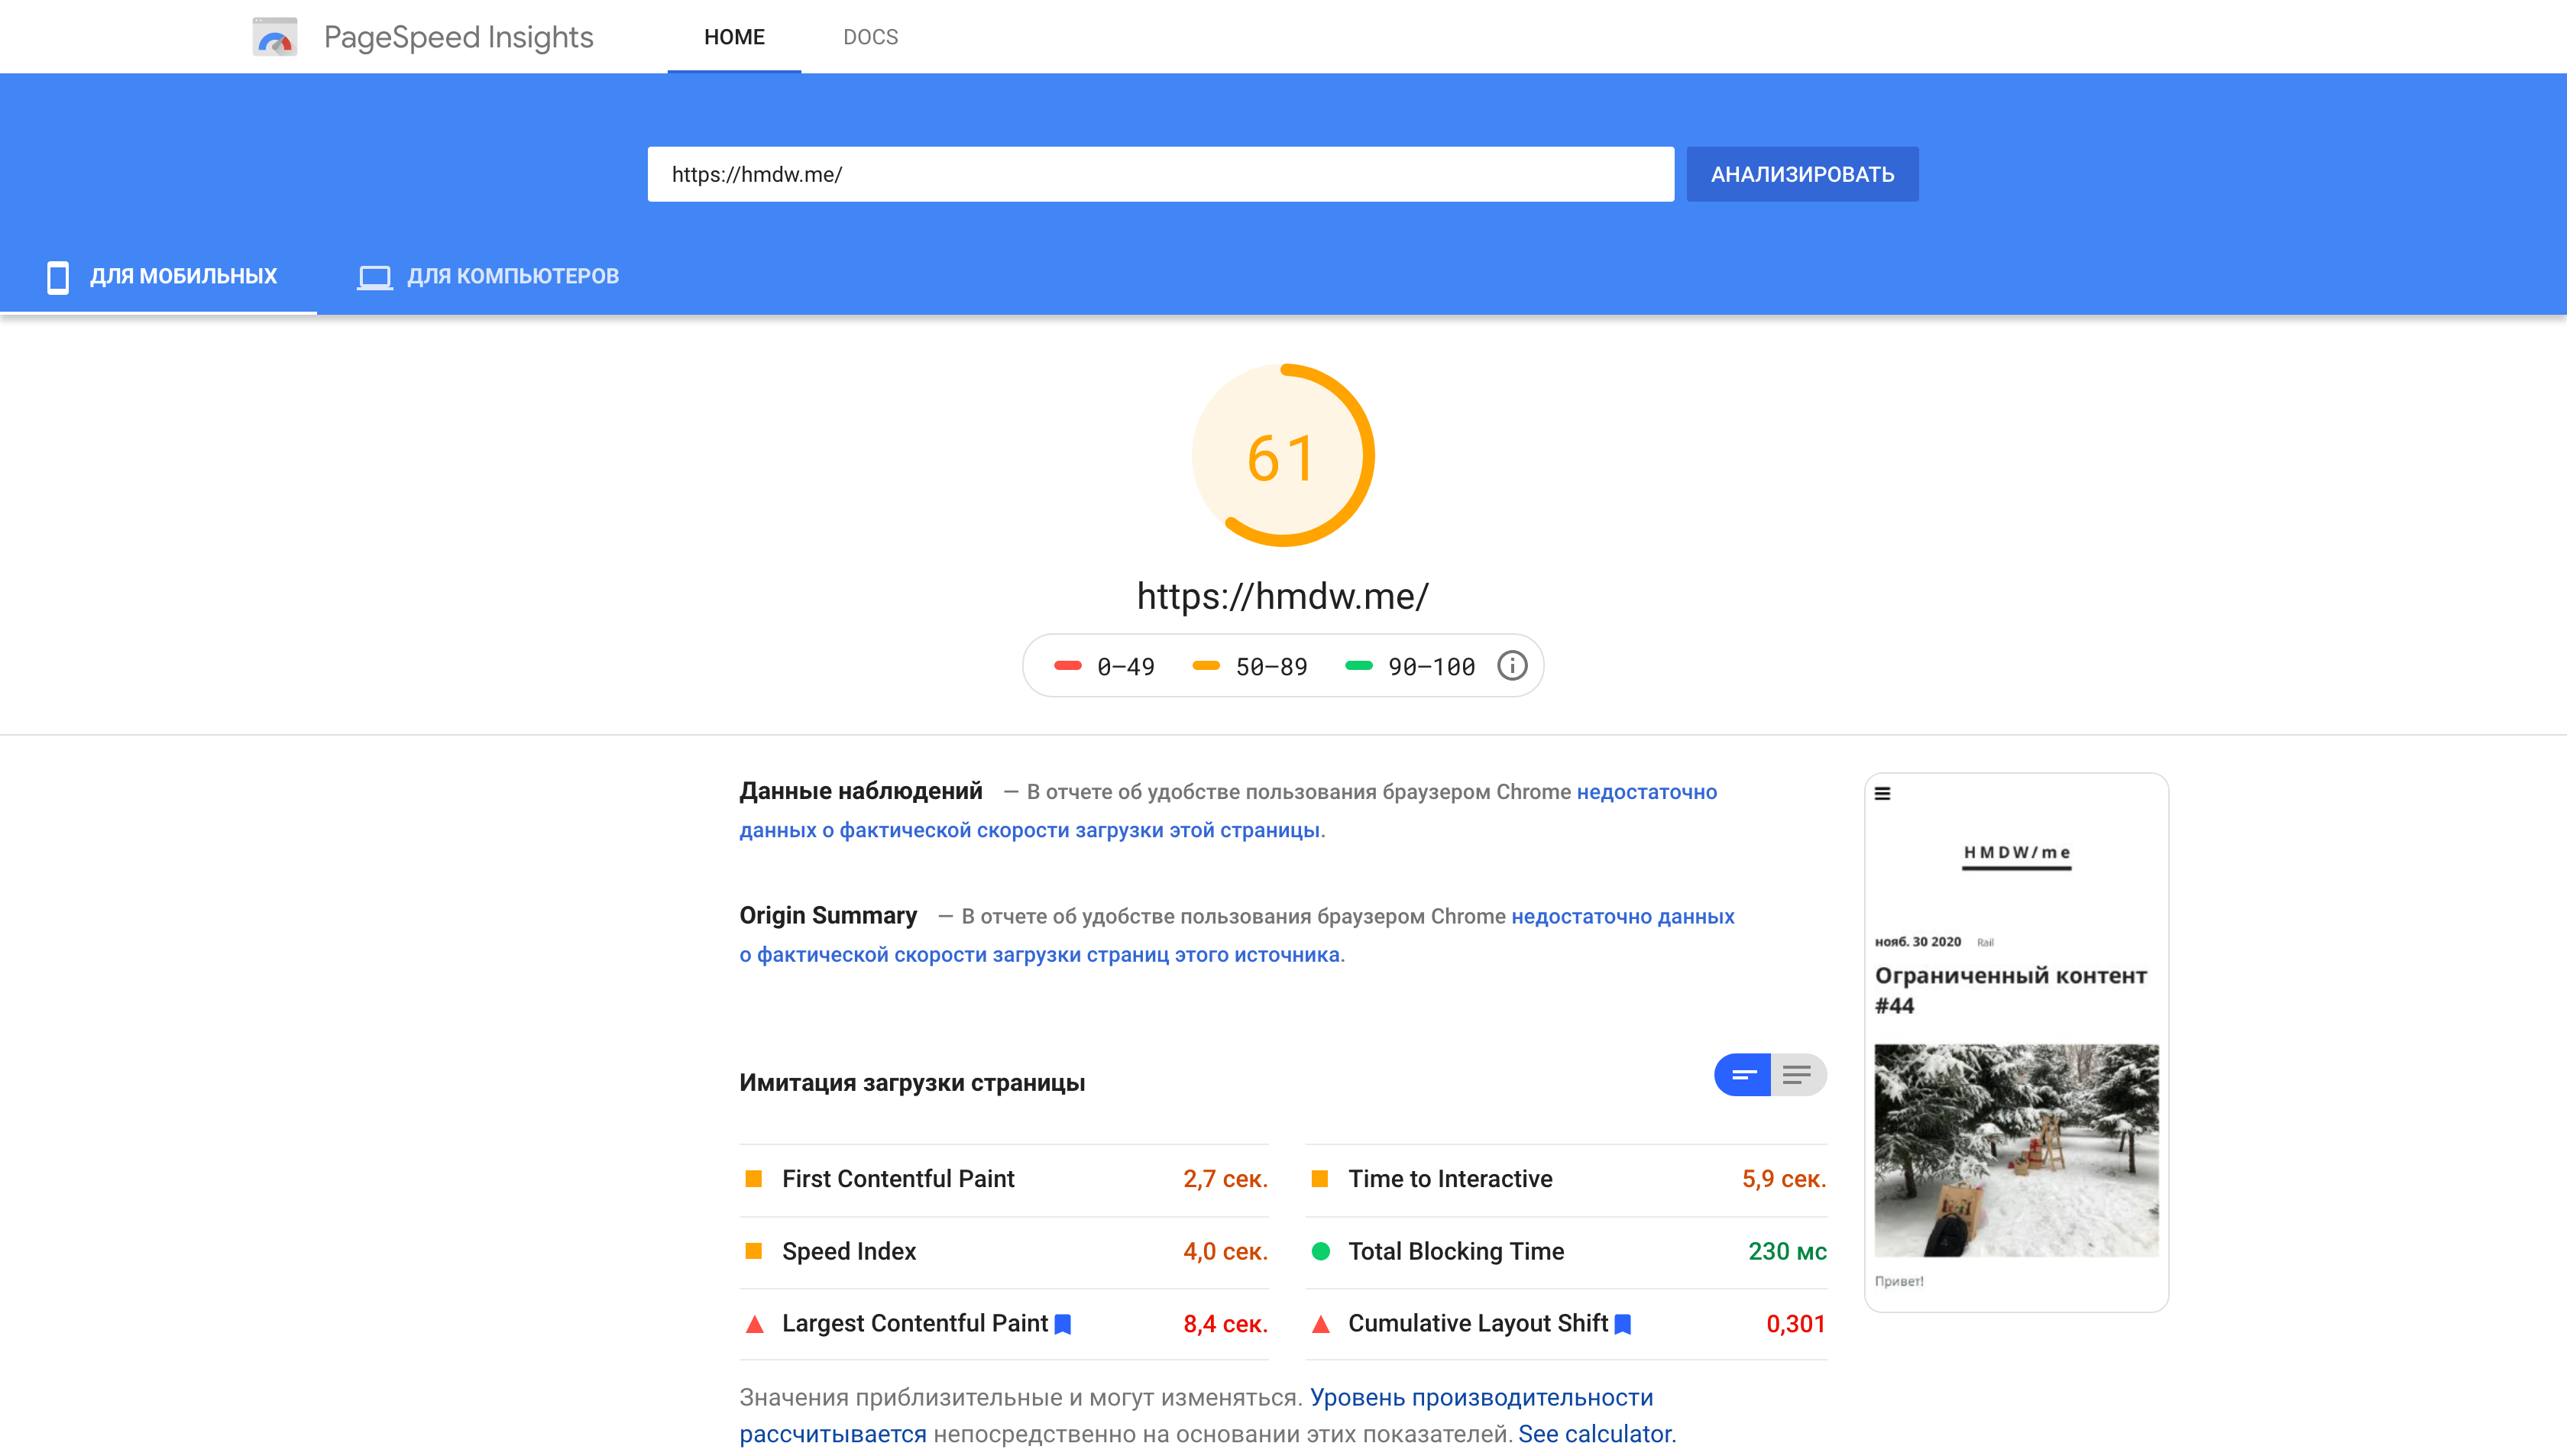 PageSpeed Insights
HOME
DOCS
https://hmdw.me/
АНАЛИЗИРОВАТЬ
ДЛЯ МОБИЛЬНЫХ
ДЛЯ КОМПЬЮТЕРОВ
61
https://hmdw.me/
0–49
50–89
90–100
Данные наблюдений — В отчете об удобстве пользования браузером Chrome недостаточно
данных о фактической скорости загрузки этой страницы.
Origin Summary — В отчете об удобстве пользования браузером Chrome недостаточно данных
о фактической скорости загрузки страниц этого источника.
Имитация загрузки страницы
First Contentful Paint 2,7 сек.
Time to Interactive 5,9 сек.
Speed Index 4,0 сек.
Total Blocking Time 230 мс
Largest Contentful Paint 8,4 сек.
Cumulative Layout Shift 0,301
Значения приблизительные и могут изменяться. Уровень производительности
рассчитывается непосредственно на основании этих показателей. See calculator.
HMDW/me
нояб. 30 2020 Rail
Ограниченный контент
#44
Привет!